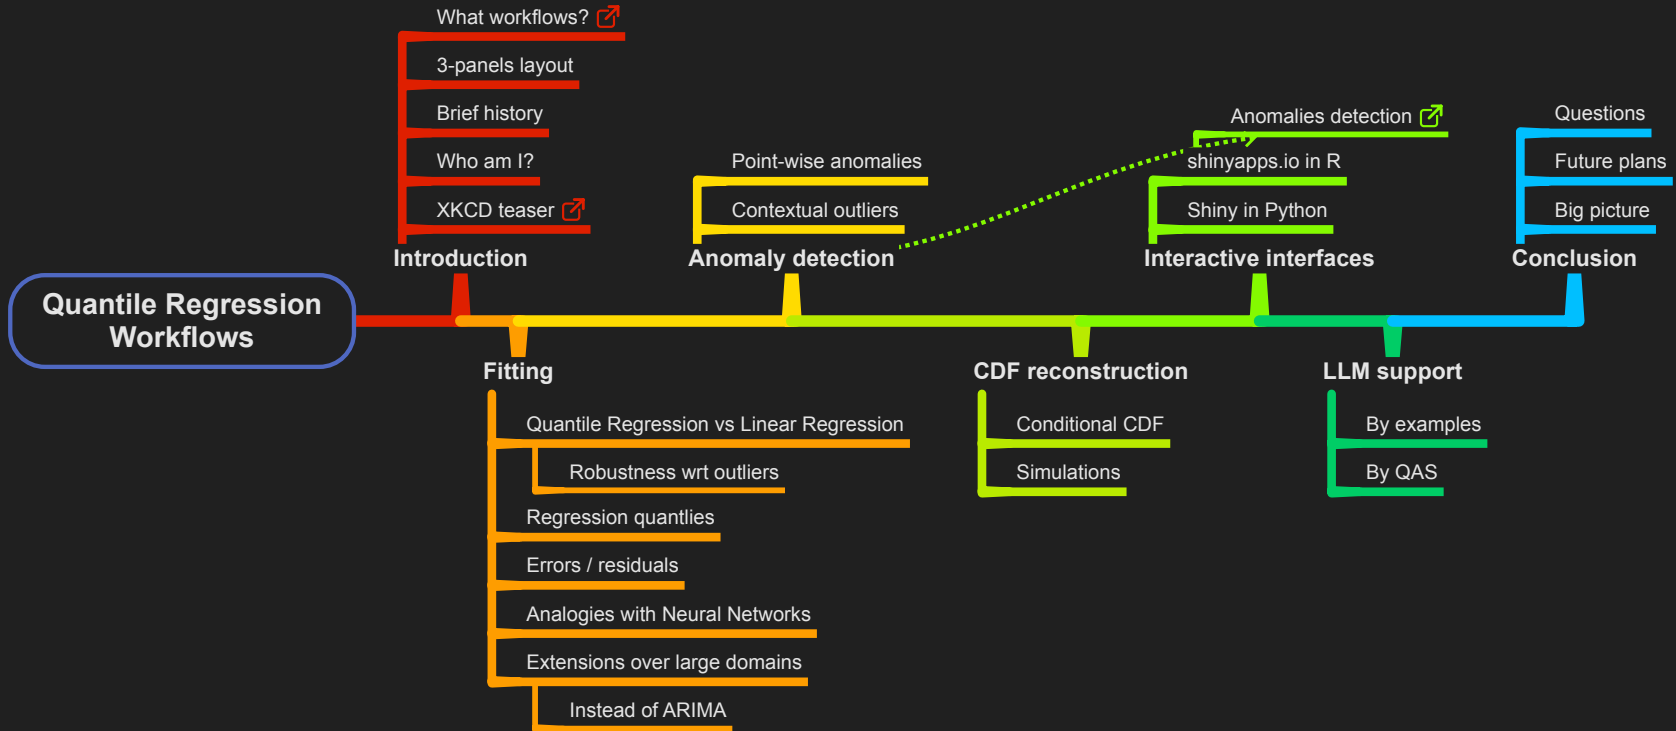 Quantile Regression
Workflows
What workflows?
3-panels layout
Brief history
Who am I?
XKCD teaser
Introduction
Fitting
Quantile Regression vs Linear Regression
Robustness wrt outliers
Regression quantlies
Errors / residuals
Analogies with Neural Networks
Extensions over large domains
Instead of ARIMA
Point-wise anomalies
Contextual outliers
Anomaly detection
CDF reconstruction
Conditional CDF
Simulations
Anomalies detection
shinyapps.io in R
Shiny in Python
Interactive interfaces
LLM support
By examples
By QAS
Questions
Future plans
Big picture
Conclusion